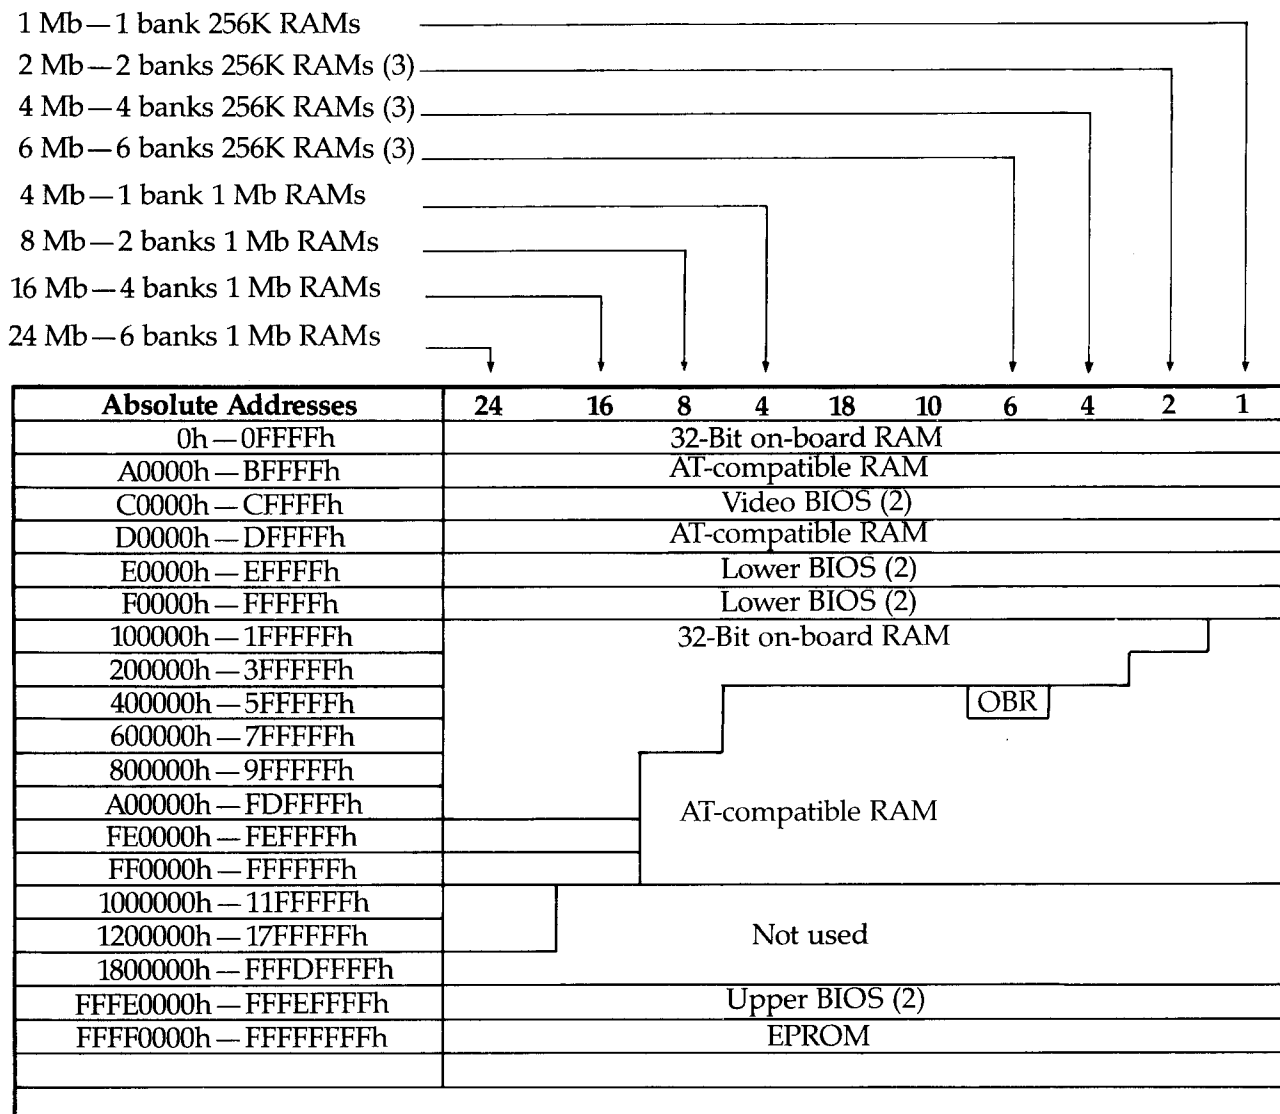 1 Mb—1 bank 256K RAMs
2 Mb—2 banks 256K RAMs (3)
4 Mb—4 banks 256K RAMs (3)
6 Mb—6 banks 256K RAMs (3)
4 Mb—1 bank 1 Mb RAMs
8 Mb—2 banks 1 Mb RAMs
16 Mb—4 banks 1 Mb RAMs
24 Mb—6 banks 1 Mb RAMs
Absolute Addresses 24 16 8 4 18 10 6 4 2 1
0h—0FFFFh 32-Bit on-board RAM
A0000h—BFFFFh AT-compatible RAM
C0000h—CFFFFh Video BIOS (2)
D0000h—DFFFFh AT-compatible RAM
E0000h—EFFFFh Lower BIOS (2)
F0000h—FFFFFh Lower BIOS (2)
100000h—1FFFFFh 32-Bit on-board RAM
200000h—3FFFFFh
400000h—5FFFFFh OBR
600000h—7FFFFFh
800000h—9FFFFFh
A00000h—FDFFFFh AT-compatible RAM
FE0000h—FEFFFFh
FF0000h—FFFFFFh
1000000h—11FFFFFh
1200000h—17FFFFFh Not used
1800000h—FFFDFFFFh
FFFE0000h—FFFEFFFFh Upper BIOS (2)
FFFF0000h—FFFFFFFFh EPROM